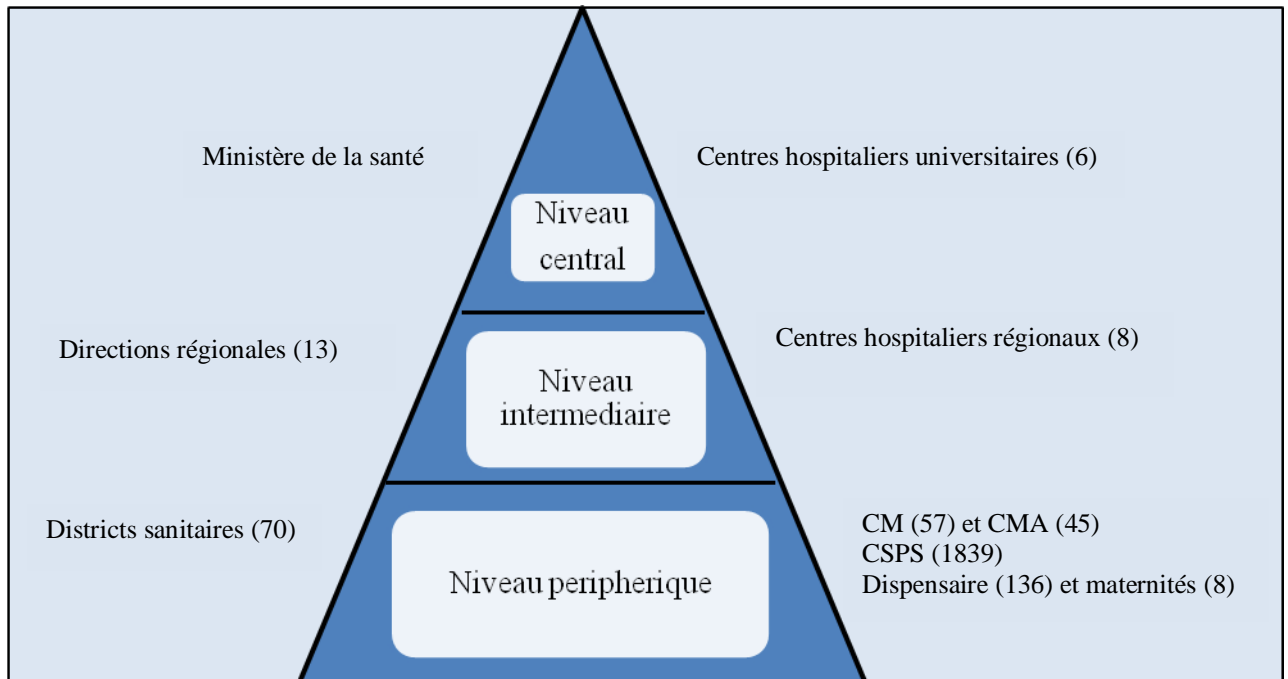 Ministère de la santé
Centres hospitaliers universitaires (6)
Niveau
central
Directions régionales (13)
Centres hospitaliers régionaux (8)
Niveau
intermediaire
Districts sanitaires (70)
CM (57) et CMA (45)
CSPS (1839)
Dispensaire (136) et maternités (8)
Niveau peripherique